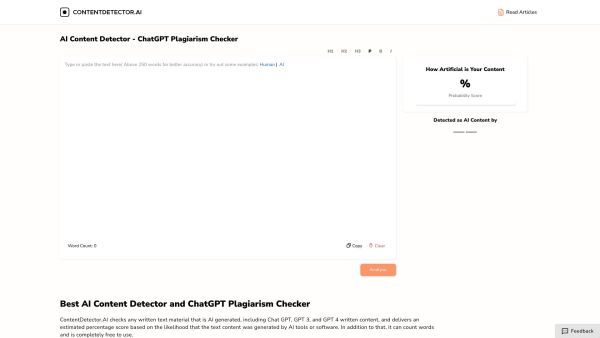 CONTENTDETECTOR.AI
Read Articles
AI Content Detector - ChatGPT Plagiarism Checker
H1 H2 H3 P B I
Type or paste the text here! Above 250 words for better accuracy or try out some examples: Human | AI
How Artificial is Your Content
%
Probability Score
Detected as AI Content by
Word Count: 0
Copy
Clear
Analyze
Best AI Content Detector and ChatGPT Plagiarism Checker
ContentDetector.AI checks any written text material that is AI generated, including Chat GPT, GPT 3, and GPT 4 written content, and delivers an
estimated percentage score based on the likelihood that the text content was generated by AI tools or software. In addition to that, it can count words
and is completely free to use.
Feedback